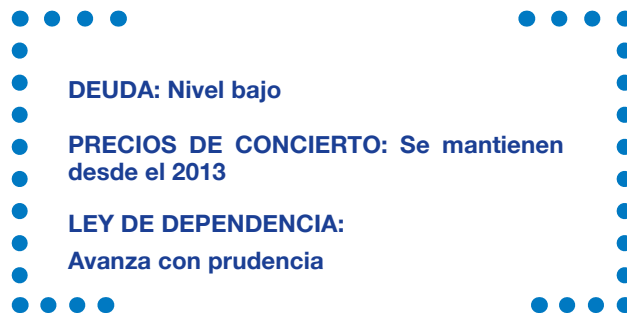 DEUDA: Nivel bajo
PRECIOS DE CONCIERTO: Se mantienen
desde el 2013
LEY DE DEPENDENCIA:
Avanza con prudencia